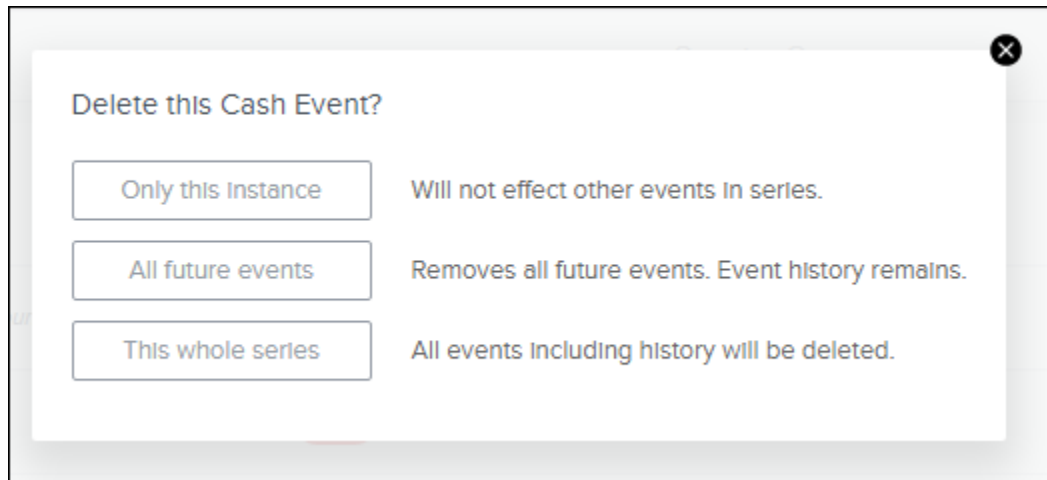 Delete this Cash Event?
Only this instance
Will not effect other events in series.
All future events
Removes all future events. Event history remains.
This whole series
All events including history will be deleted.